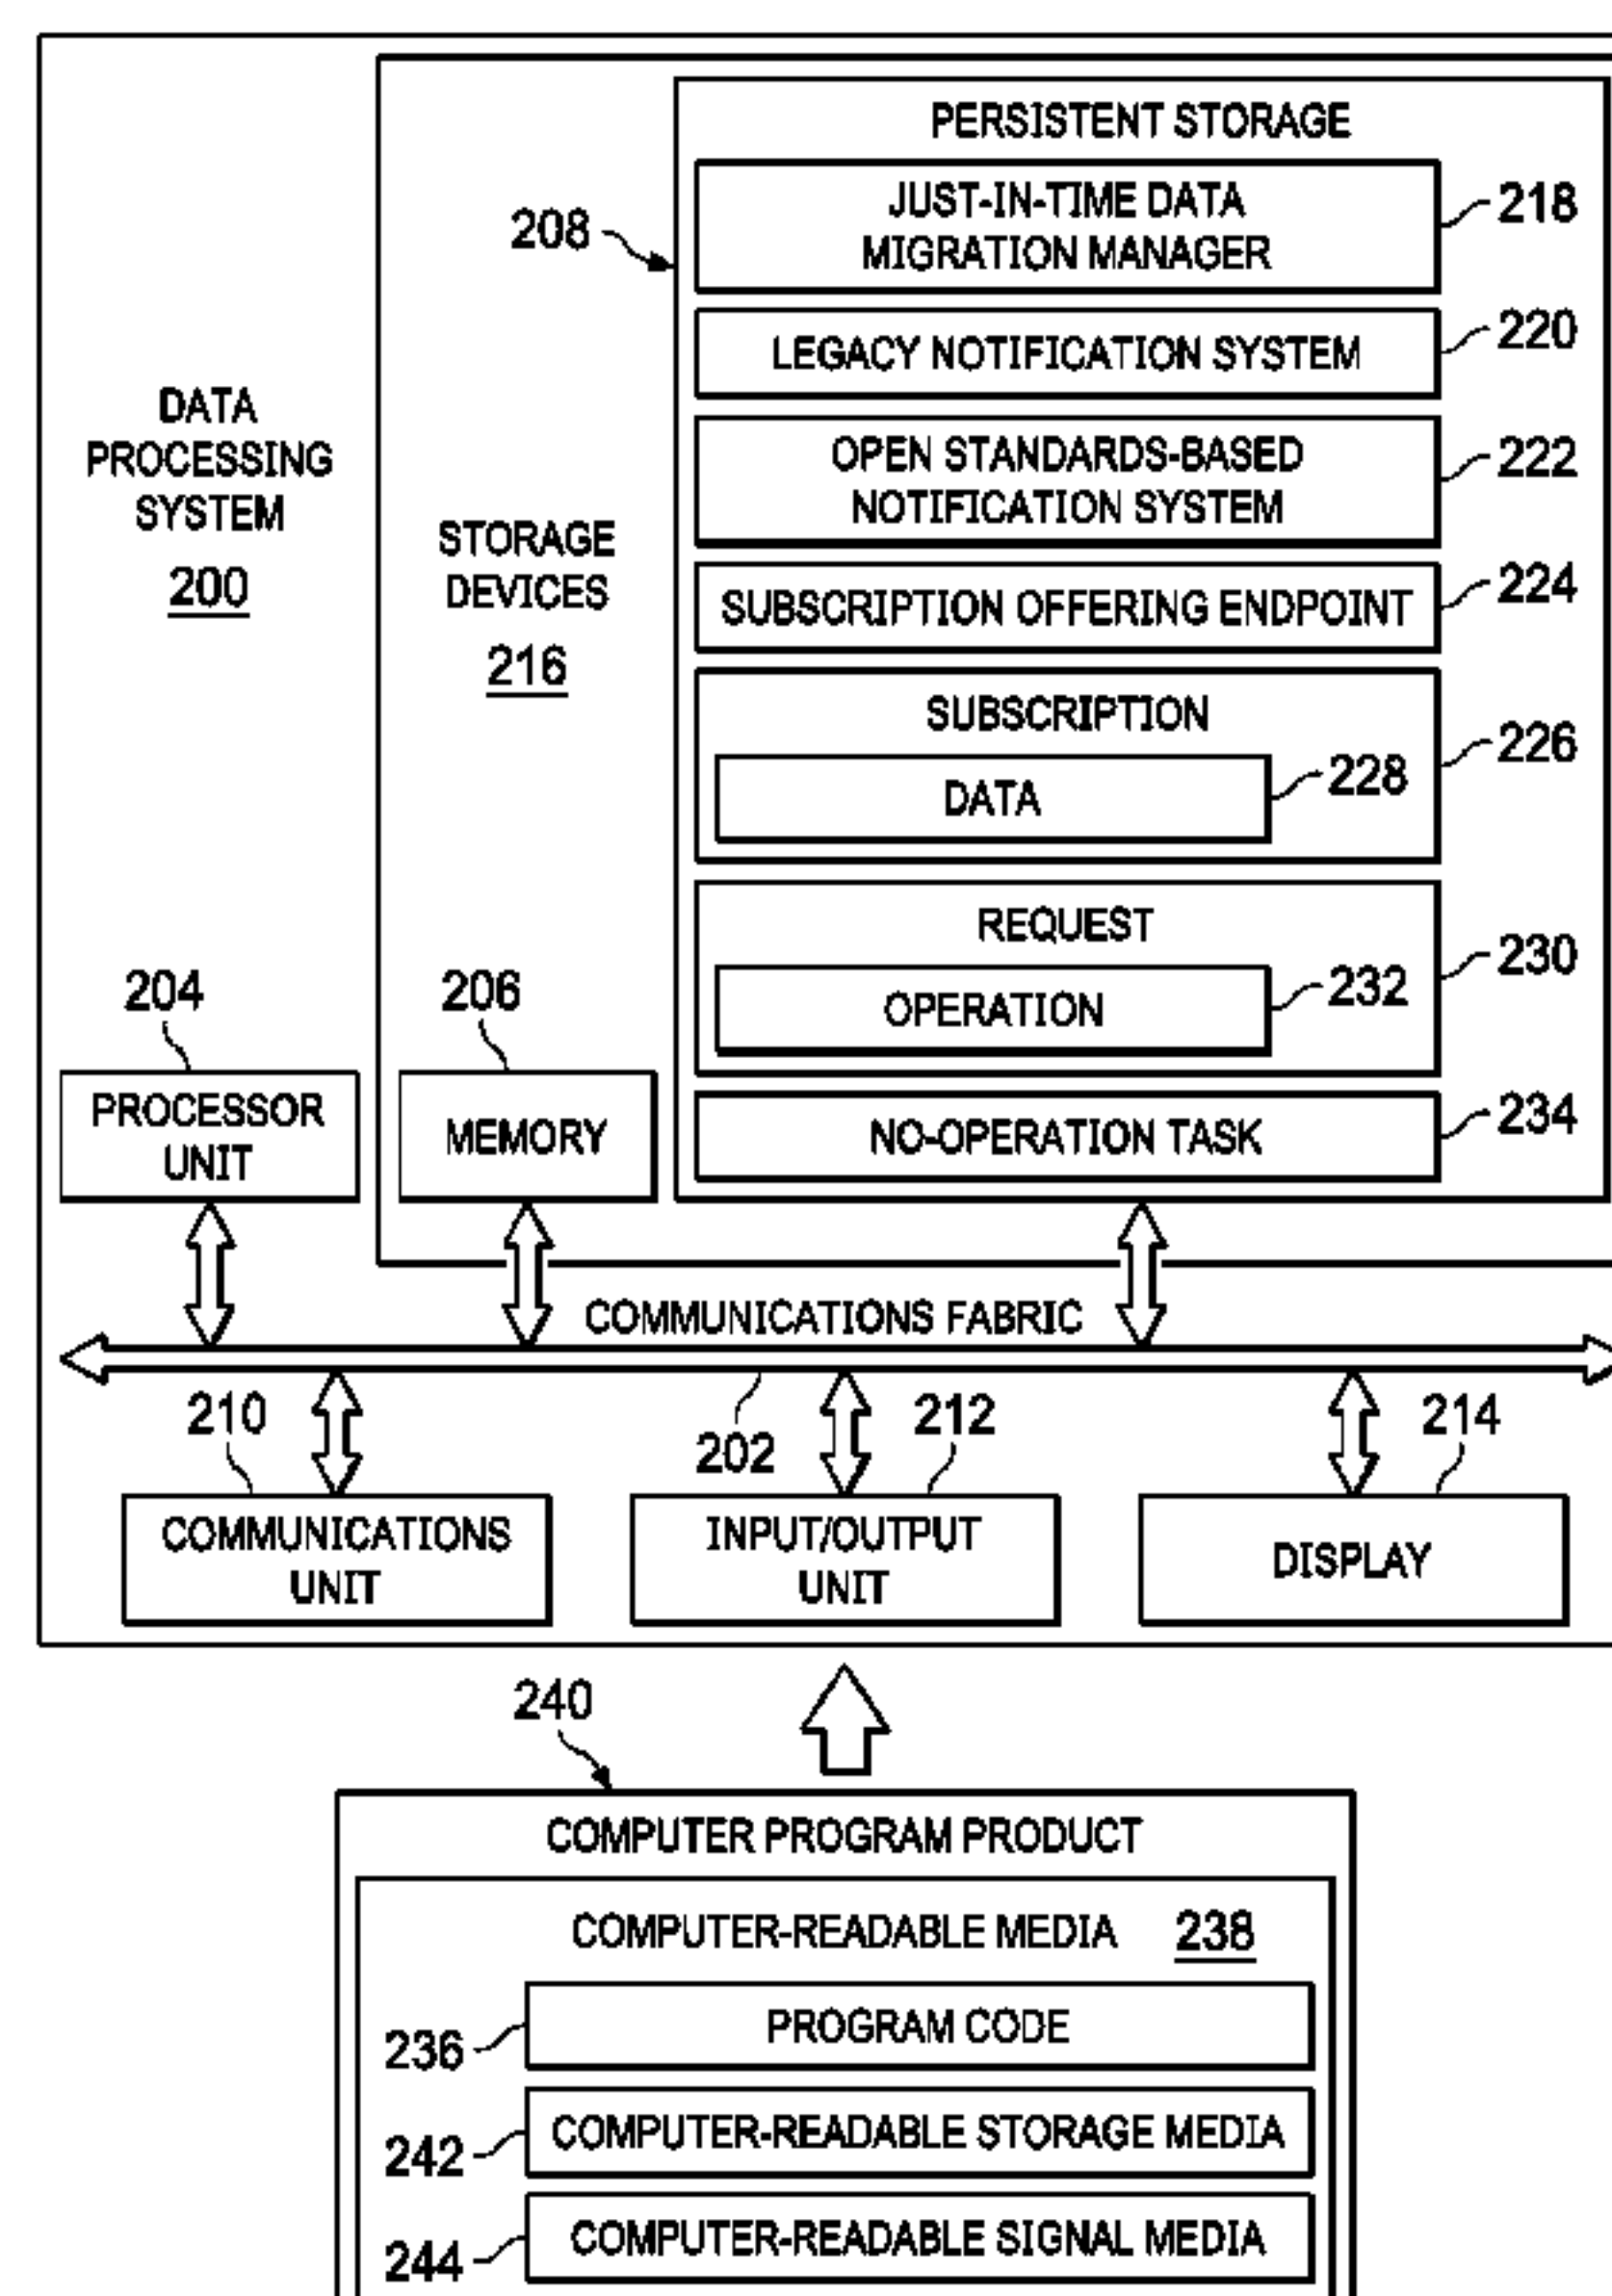 PERSISTENT STORAGE
JUST-IN-TIME DATA
MIGRATION MANAGER
218
208
LEGACY NOTIFICATION SYSTEM
220
DATA
PROCESSING
SYSTEM
200
OPEN STANDARDS-BASED
NOTIFICATION SYSTEM
222
STORAGE
DEVICES
216
SUBSCRIPTION OFFERING ENDPOINT
224
SUBSCRIPTION
226
DATA
228
REQUEST
230
OPERATION
232
204
206
PROCESSOR
UNIT
MEMORY
NO-OPERATION TASK
234
COMMUNICATIONS FABRIC
210
202
212
214
COMMUNICATIONS
UNIT
INPUT/OUTPUT
UNIT
DISPLAY
240
COMPUTER PROGRAM PRODUCT
COMPUTER-READABLE MEDIA 238
PROGRAM CODE
236
COMPUTER-READABLE STORAGE MEDIA
242
COMPUTER-READABLE SIGNAL MEDIA
244